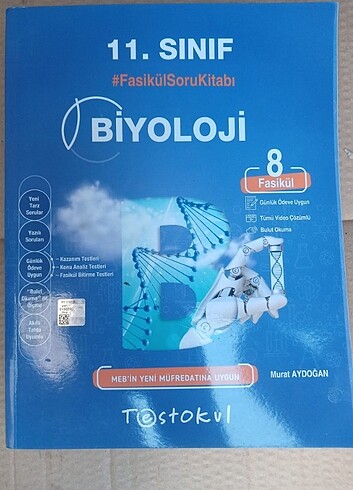 11. SINIF
#FasikülSoruKitabı
BİYOLOJİ
8
Fasikül
Günlük Ödeve Uygun
Tümü Video Çözümlü
Bulut Okuma
Yeni
Tarz
Sorular
Yazılı
Soruları
Günlük
Ödeve
Uygun
- Kazanım Testleri
- Konu Analiz Testleri
- Fasikül Bitirme Testleri
"Bulut
Okuma" ile
Ölçme
Akıllı
Tahta
Uyumlu
B
MEB'İN YENİ MÜFREDATINA UYGUN
Murat AYDOĞAN
Testokul